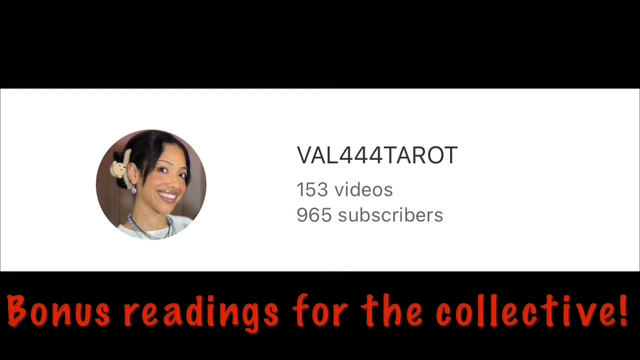 VAL444TAROT
153 videos
965 subscribers
Bonus readings for the collective!